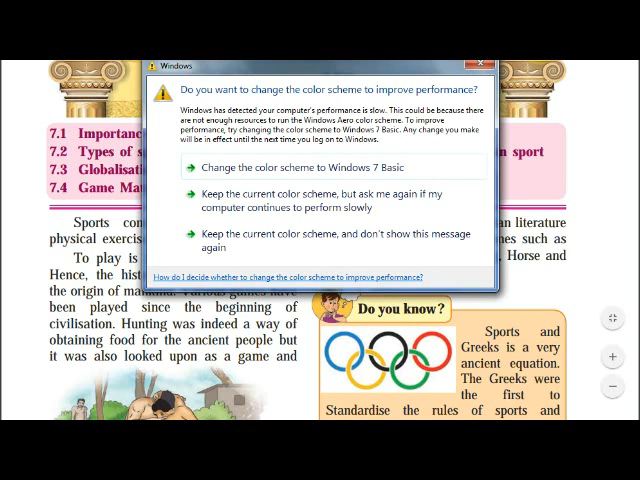 Windows
Do you want to change the color scheme to improve performance?
Windows has detected your computer's performance is slow. This could be because there
are not enough resources to run the Windows Aero color scheme. To improve
performance, try changing the color scheme to Windows 7 Basic. Any change you make
will be in effect until the next time you log on to Windows.
Change the color scheme to Windows 7 Basic
Keep the current color scheme, but ask me again if my
computer continues to perform slowly
Keep the current color scheme, and don't show this message
again
How do I decide whether to change the color scheme to improve performance?
7.1 Importanc
7.2 Types of s
n sport
7.3 Globalisati
7.4 Game Mat
Sports con
physical exercis
To play is
Hence, the hist
the origin of mankind. Various games have
been played since the beginning of
civilisation. Hunting was indeed a way of
obtaining food for the ancient people but
it was also looked upon as a game and
an literature
nes such as
, Horse and
Do you know?
Sports and
Greeks is a very
ancient equation.
The Greeks were
the first to
Standardise the rules of sports and